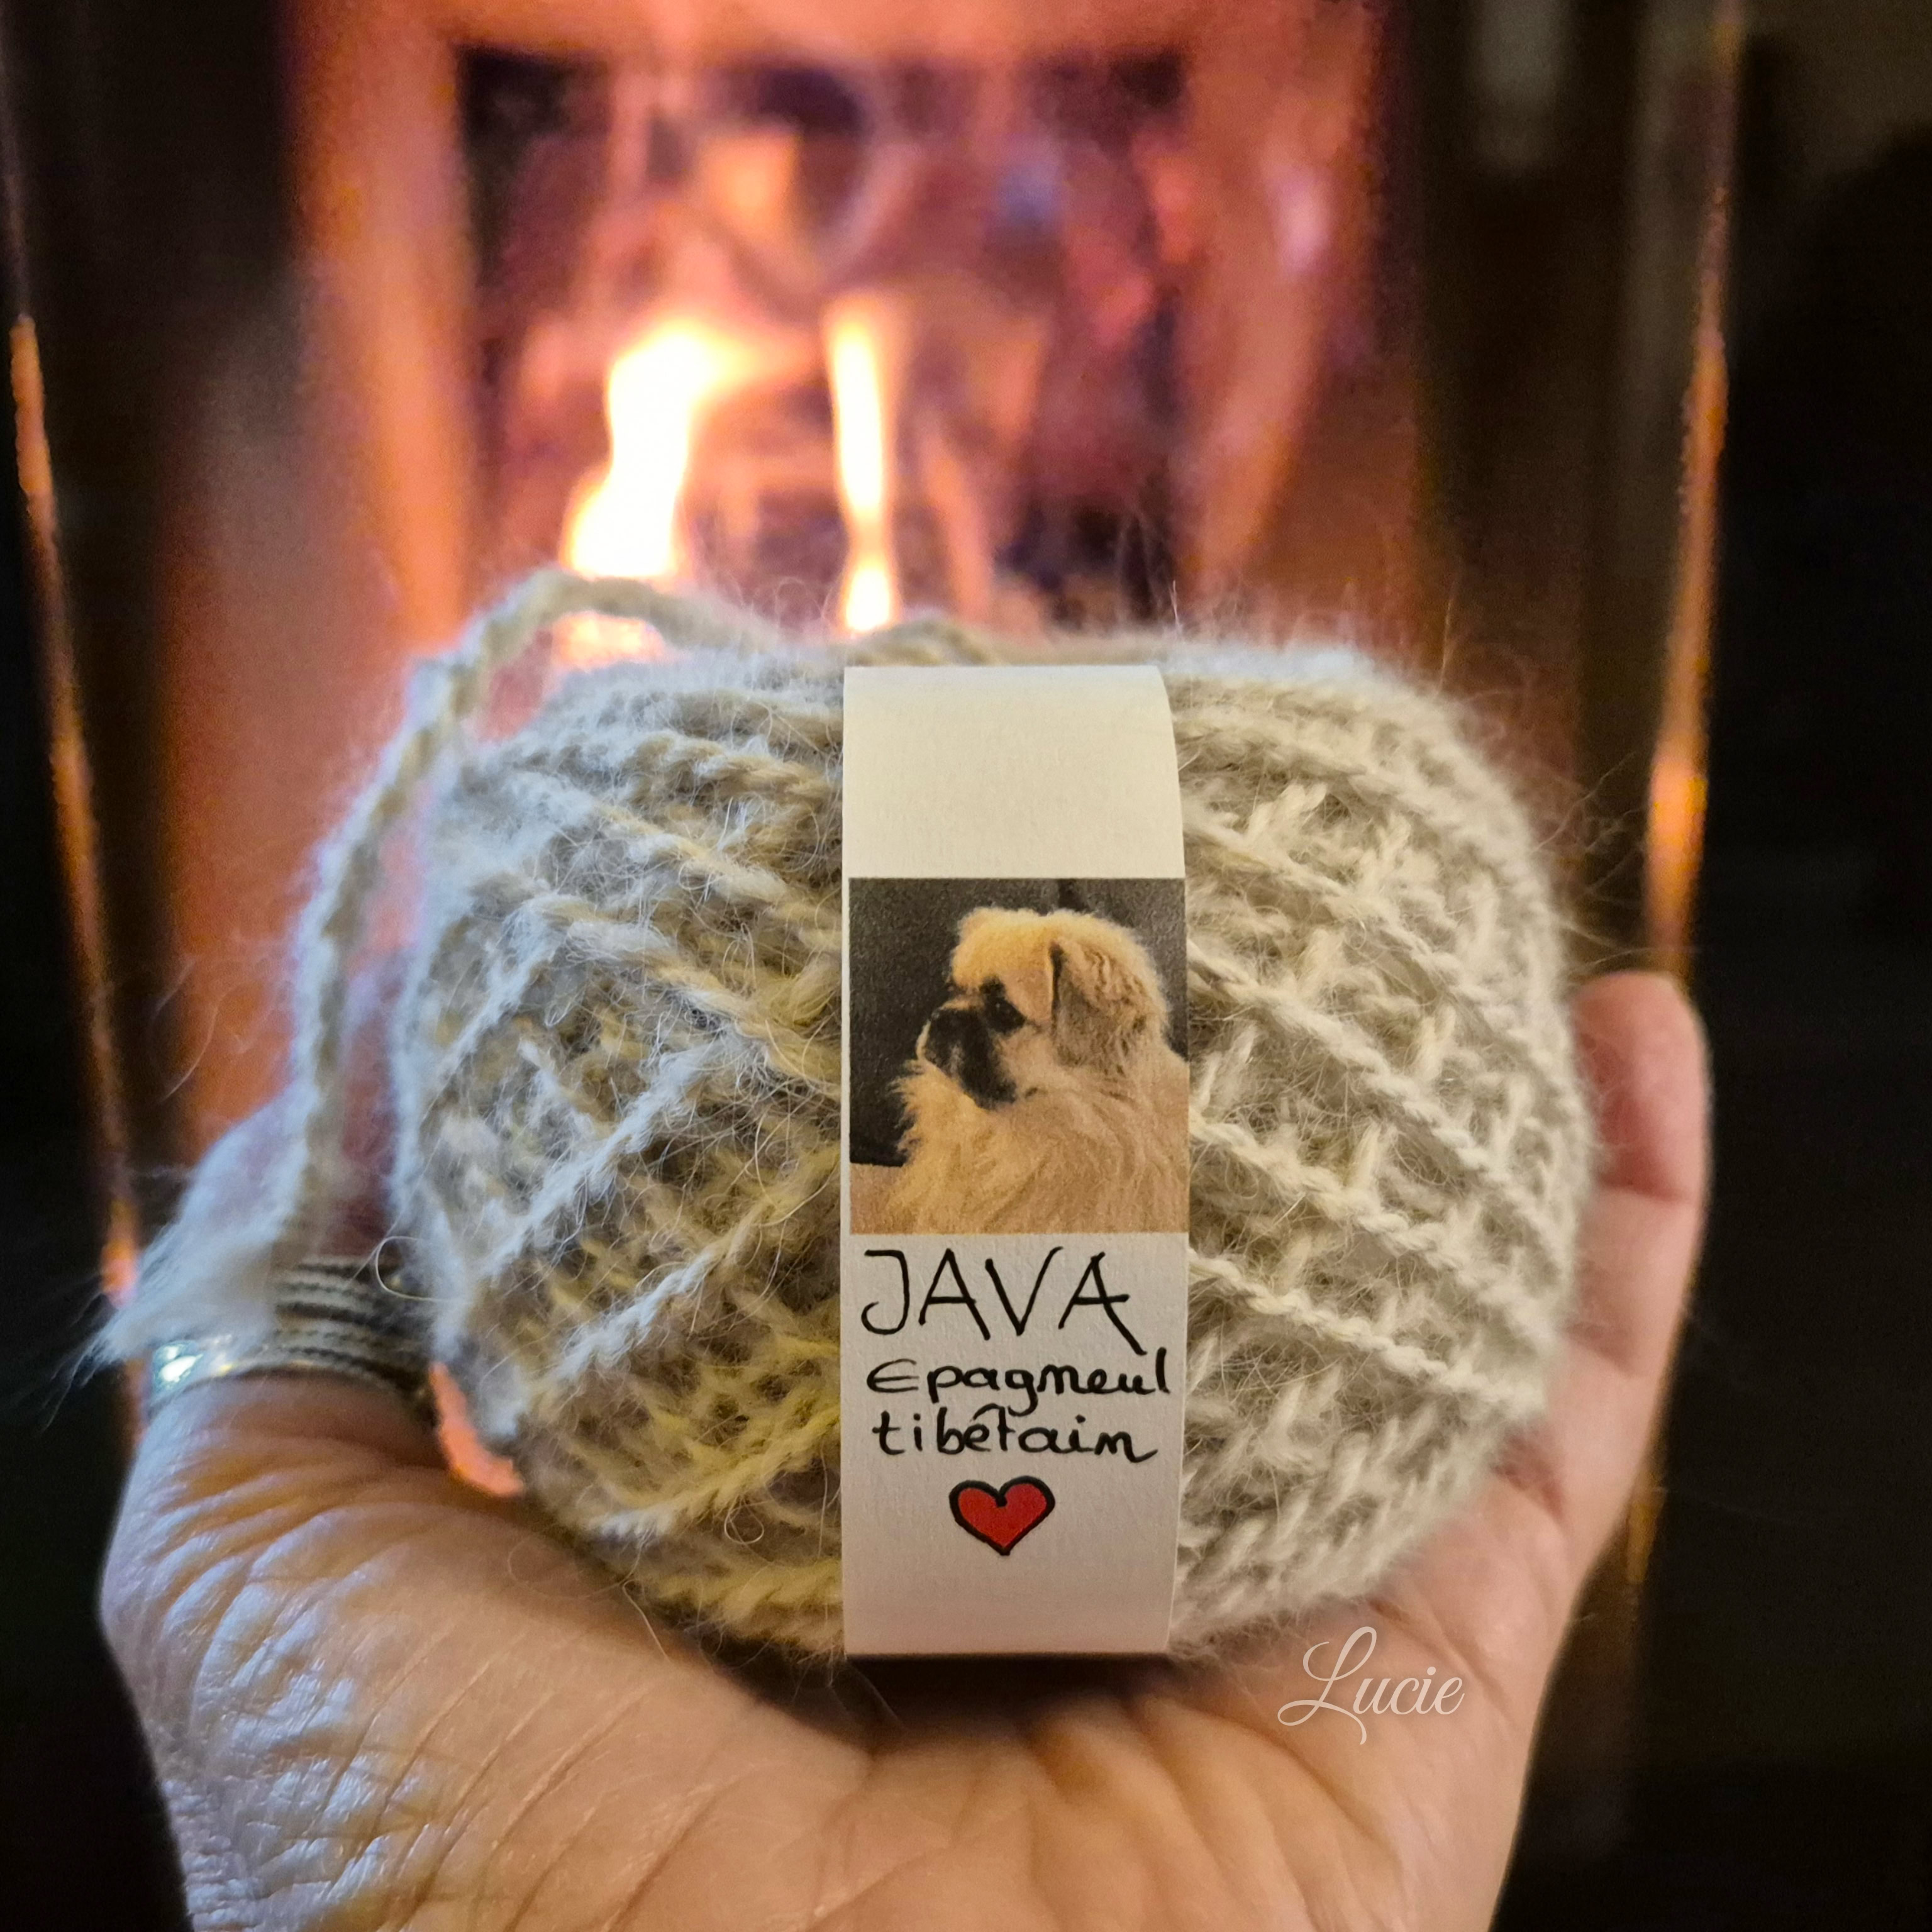 JAVA
Epagneul
tibétain
Lucie